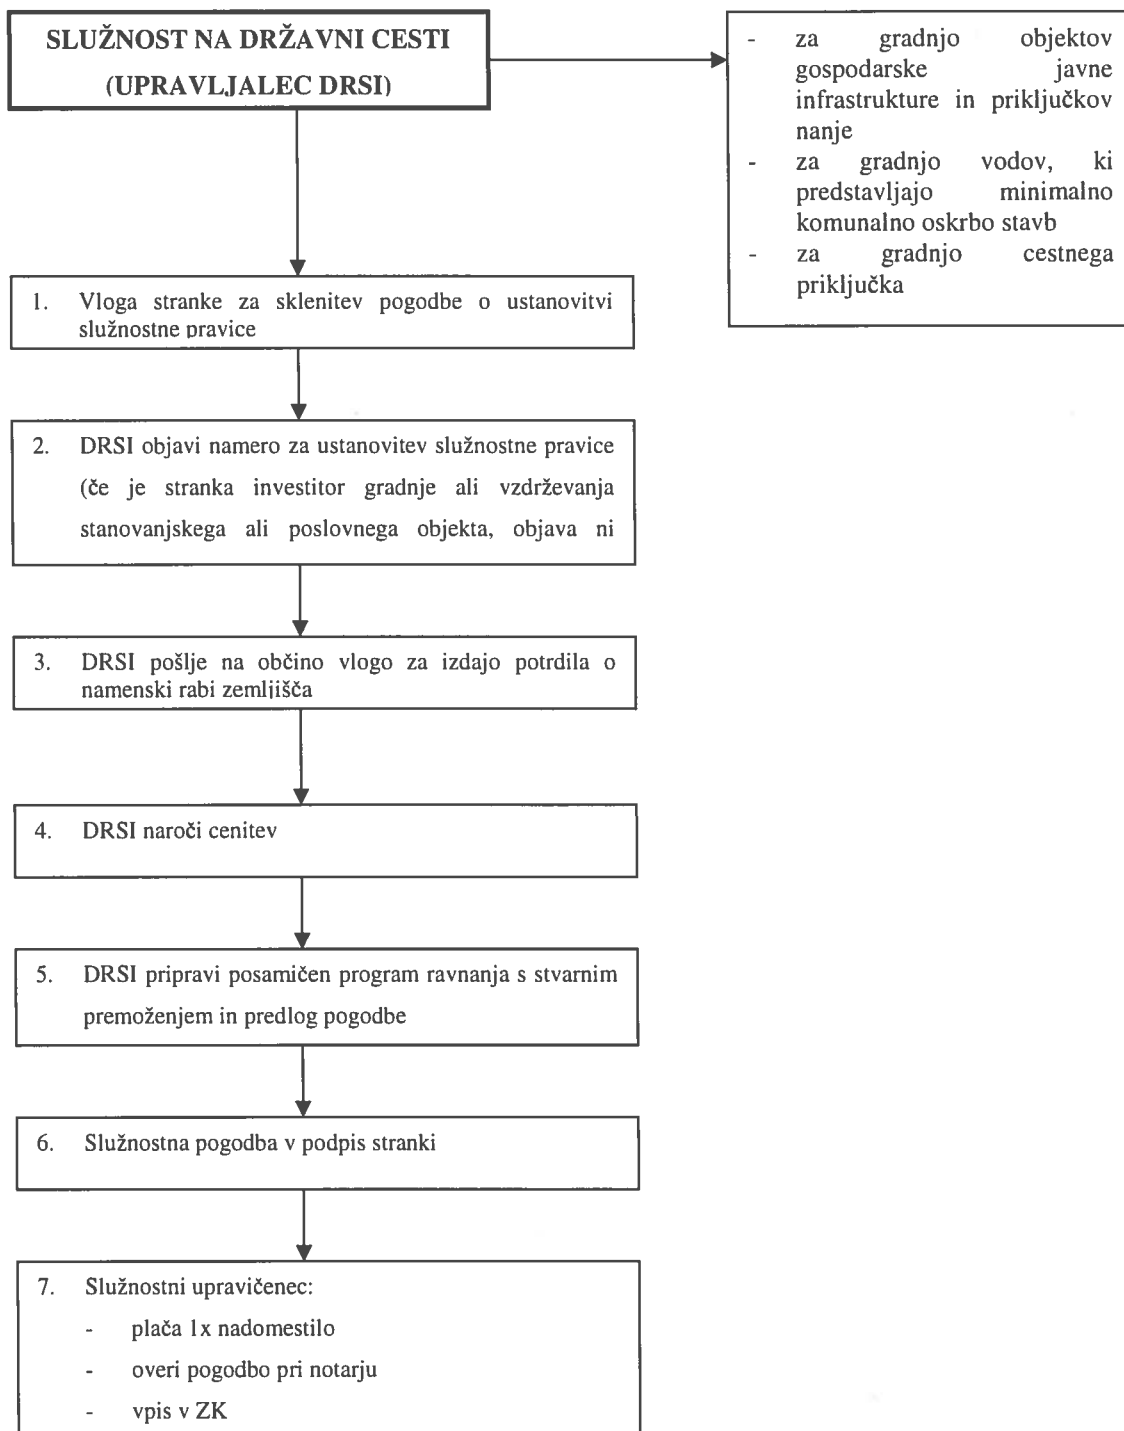 SLUŽNOST NA DRŽAVNI CESTI
(UPRAVLJALEC DRSI)
- za gradnjo objektov
gospodarske javne
infrastrukture in priključkov
nanje
- za gradnjo vodov, ki
predstavljajo minimalno
komunalno oskrbo stavb
- za gradnjo cestnega
priključka
1. Vloga stranke za sklenitev pogodbe o ustanovitvi
služnostne pravice
2. DRSI objavi namero za ustanovitev služnostne pravice
(če je stranka investitor gradnje ali vzdrževanja
stanovanjskega ali poslovnega objekta, objava ni
3. DRSI pošlje na občino vlogo za izdajo potrdila o
namenski rabi zemljišča
4. DRSI naroči cenitev
5. DRSI pripravi posamičen program ravnanja s stvarnim
premoženjem in predlog pogodbe
6. Služnostna pogodba v podpis stranki
7. Služnostni upravičenec:
- plača 1x nadomestilo
- overi pogodbo pri notarju
- vpis v ZK